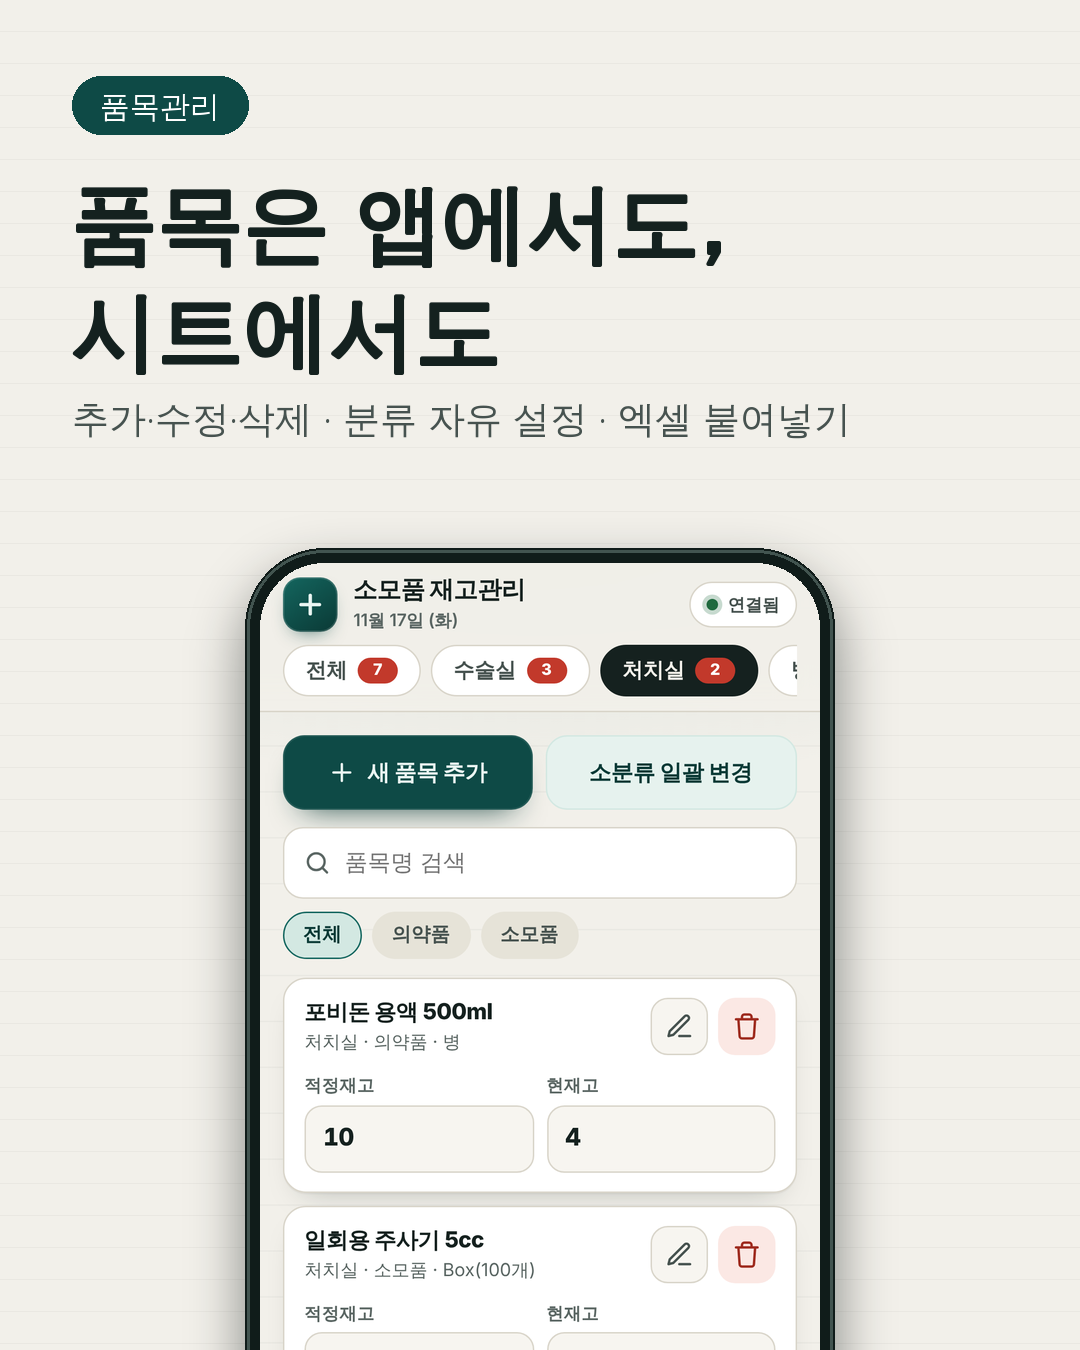 품목관리
품목은 앱에서도,
시트에서도
추가·수정·삭제 · 분류 자유 설정 · 엑셀 붙여넣기
소모품 재고관리
11월 17일 (화)
연결됨
전체 7 수술실 3 처치실 2
+ 새 품목 추가 소분류 일괄 변경
품목명 검색
전체 의약품 소모품
포비돈 용액 500ml
처치실 · 의약품 · 병
적정재고 현재고
10 4
일회용 주사기 5cc
처치실 · 소모품 · Box(100개)
적정재고 현재고